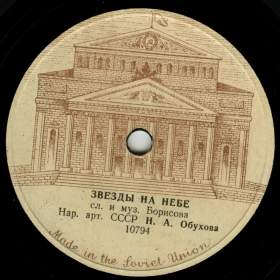 ЗВЕЗДЫ НА НЕБЕ
сл. и муз. Борисова
Нар. арт. СССР Н. А. Обухова
10794
Made in the Soviet Union